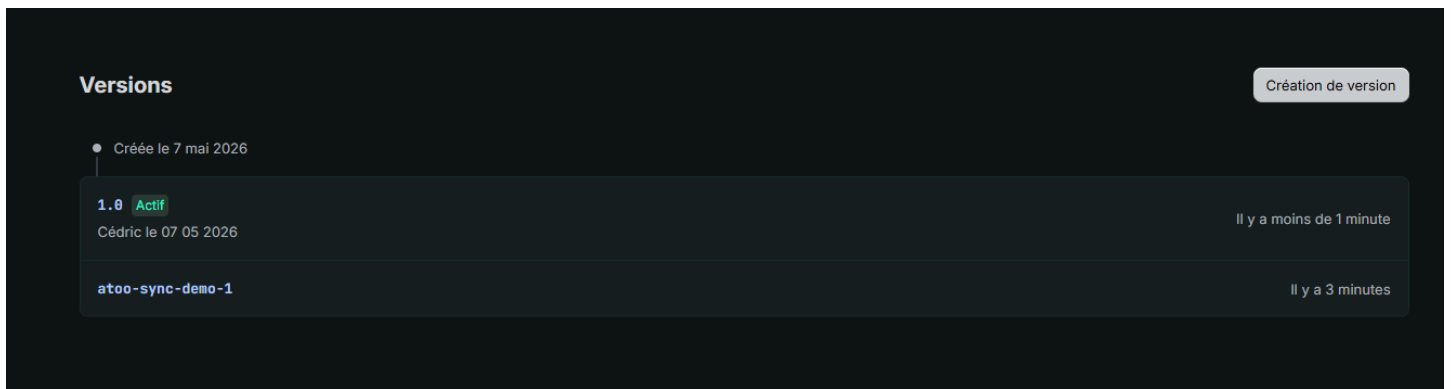 Versions
Création de version
Créée le 7 mai 2026
1.0 Actif
Cédric le 07 05 2026
Il y a moins de 1 minute
atoo-sync-demo-1
Il y a 3 minutes